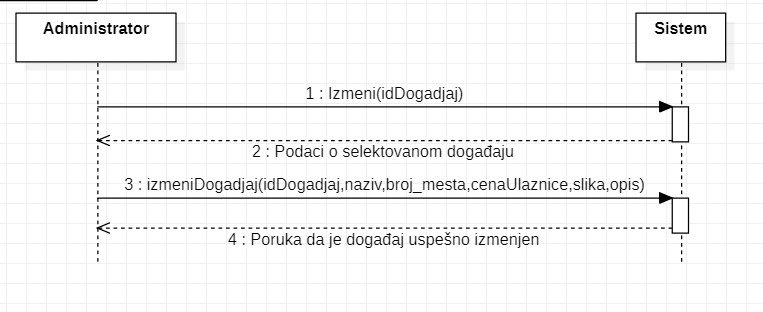 Administrator
Sistem
1 : Izmeni(idDogadjaj)
2 : Podaci o selektovanom događaju
3 : izmeniDogadjaj(idDogadjaj,naziv,broj_mesta,cenaUlaznice,slika,opis)
4 : Poruka da je događaj uspešno izmenjen